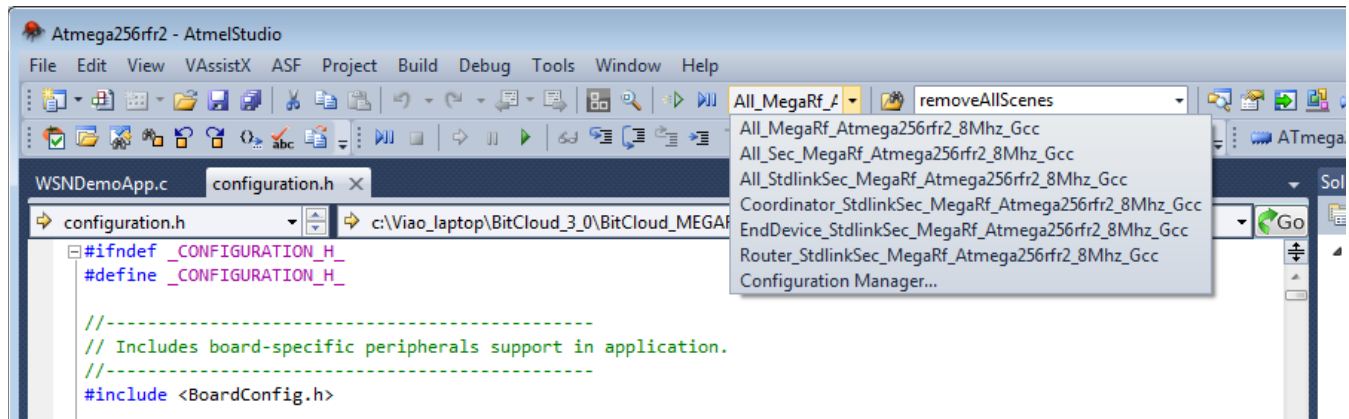 Atmega256rfr2 - AtmelStudio
File Edit View VAssistX ASF Project Build Debug Tools Window Help
All_MegaRf_A removeAllScenes
All_MegaRf_Atmega256rfr2_8Mhz_Gcc
All_Sec_MegaRf_Atmega256rfr2_8Mhz_Gcc
All_StdlinkSec_MegaRf_Atmega256rfr2_8Mhz_Gcc
Coordinator_StdlinkSec_MegaRf_Atmega256rfr2_8Mhz_Gcc
EndDevice_StdlinkSec_MegaRf_Atmega256rfr2_8Mhz_Gcc
Router_StdlinkSec_MegaRf_Atmega256rfr2_8Mhz_Gcc
Configuration Manager...
abc ATmega
WSNDemoApp.c configuration.h Sol
configuration.h c:\Viao_laptop\BitCloud_3_0\BitCloud_MEGAR Go
#ifndef _CONFIGURATION_H_
#define _CONFIGURATION_H_
//-----------------------------------------------
// Includes board-specific peripherals support in application.
//-----------------------------------------------
#include <BoardConfig.h>